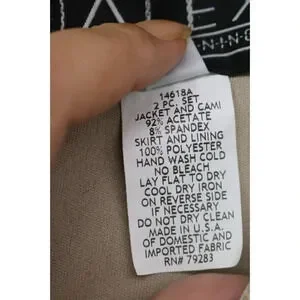 14618A
2 PC. SET
JACKET AND CAMI
92% ACETATE
8% SPANDEX
SKIRT AND LINING
100% POLYESTER
HAND WASH COLD
NO BLEACH
LAY FLAT TO DRY
COOL DRY IRON
ON REVERSE SIDE
IF NECESSARY
DO NOT DRY CLEAN
MADE IN U.S.A.
OF DOMESTIC AND
IMPORTED FABRIC
RN# 79283